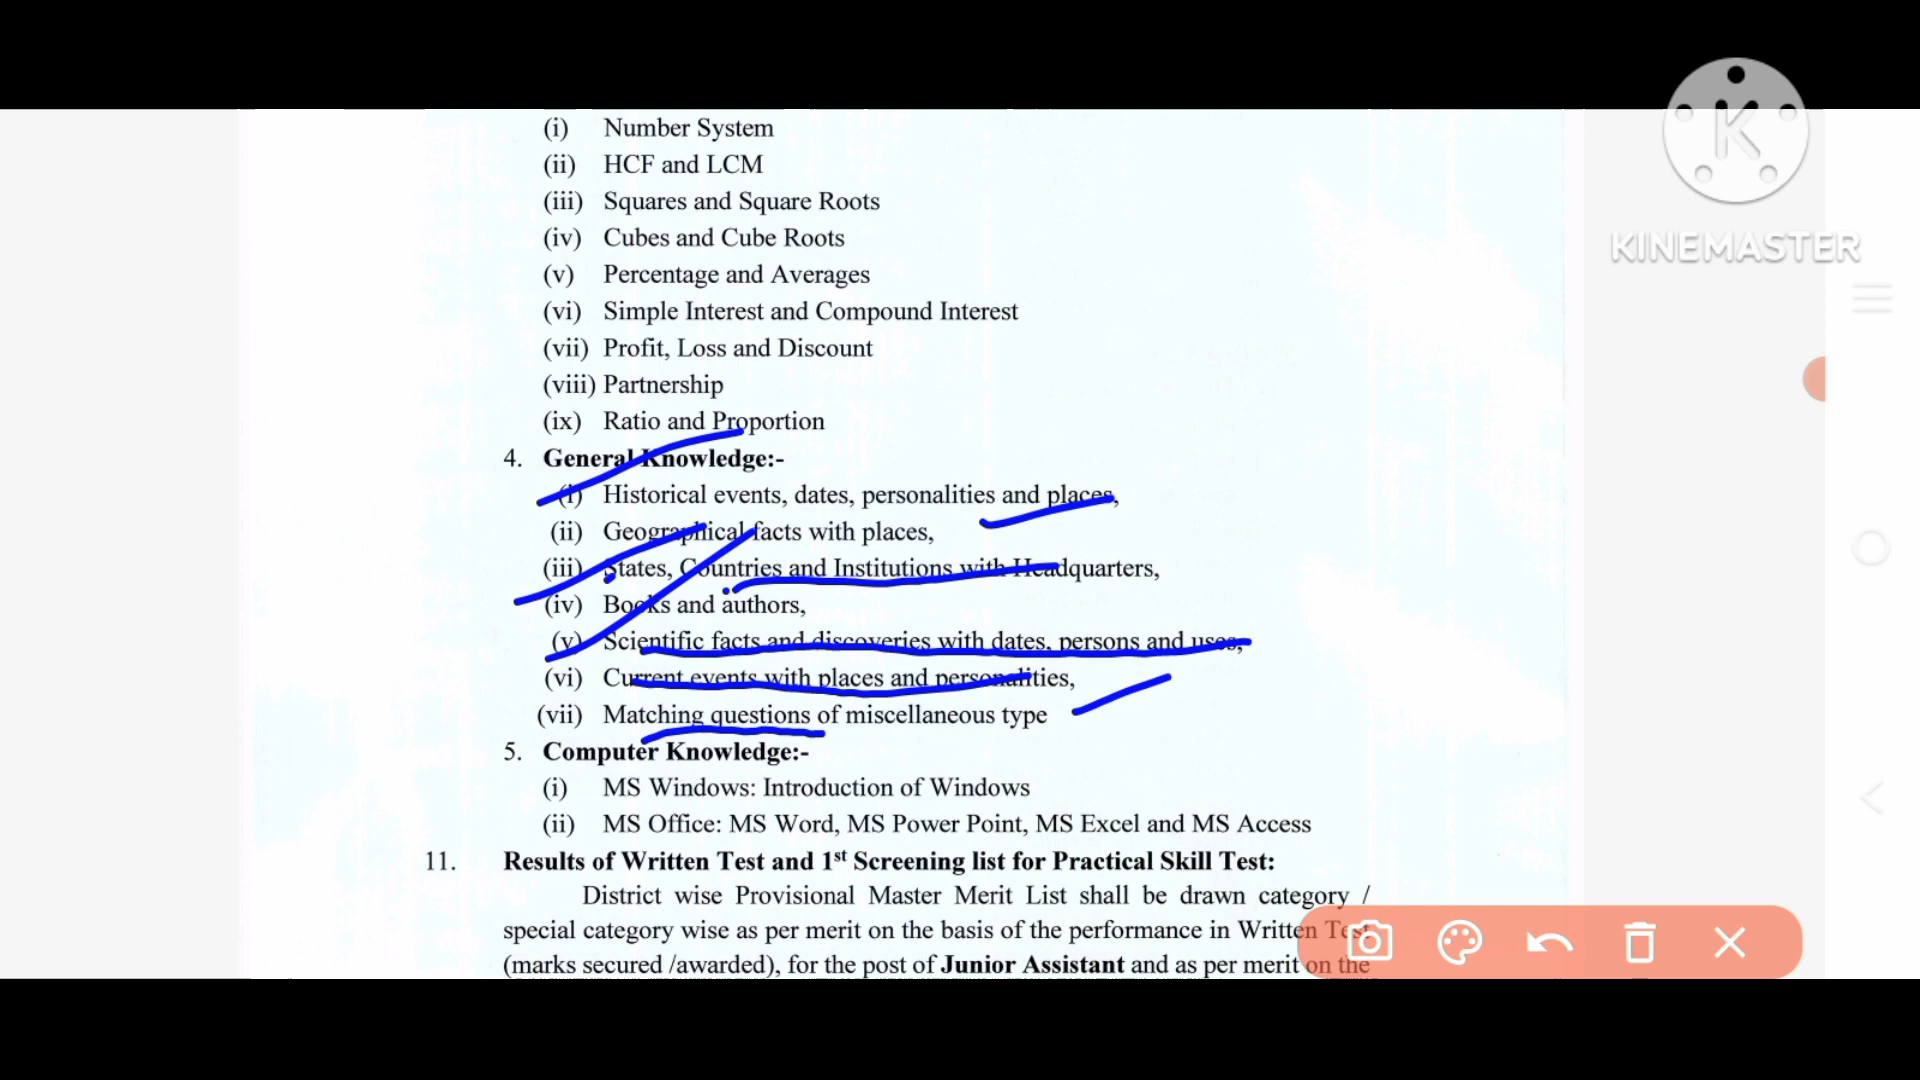 (i) Number System
(ii) HCF and LCM
(iii) Squares and Square Roots
(iv) Cubes and Cube Roots
(v) Percentage and Averages
(vi) Simple Interest and Compound Interest
(vii) Profit, Loss and Discount
(viii) Partnership
(ix) Ratio and Proportion
4. General Knowledge:-
(i) Historical events, dates, personalities and places,
(ii) Geographical facts with places,
(iii) States, Countries and Institutions with Headquarters,
(iv) Books and authors,
(v) Scientific facts and discoveries with dates, persons and uses,
(vi) Current events with places and personalities,
(vii) Matching questions of miscellaneous type
5. Computer Knowledge:-
(i) MS Windows: Introduction of Windows
(ii) MS Office: MS Word, MS Power Point, MS Excel and MS Access
11. Results of Written Test and 1st Screening list for Practical Skill Test:
District wise Provisional Master Merit List shall be drawn category /
special category wise as per merit on the basis of the performance in Written Test
(marks secured /awarded), for the post of Junior Assistant and as per merit on the
K
KINEMASTER